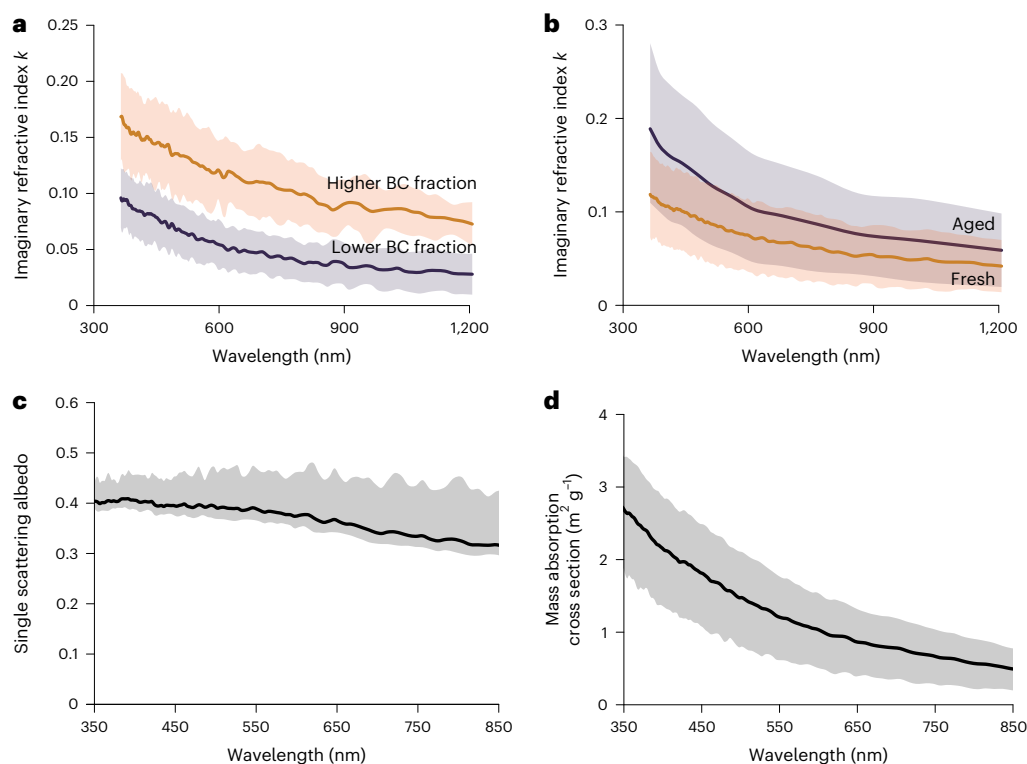 a
0.25
0.20
0.15
0.10
0.05
0
Imaginary refractive index k
Higher BC fraction
Lower BC fraction
300
600
900
1,200
Wavelength (nm)
b
0.3
0.2
0.1
0
Imaginary refractive index k
Aged
Fresh
300
600
900
1,200
Wavelength (nm)
c
0.6
0.5
0.4
0.3
0.2
0.1
0
Single scattering albedo
350
450
550
650
750
850
Wavelength (nm)
d
4
3
2
1
0
Mass absorption
cross section (m² g⁻¹)
350
450
550
650
750
850
Wavelength (nm)